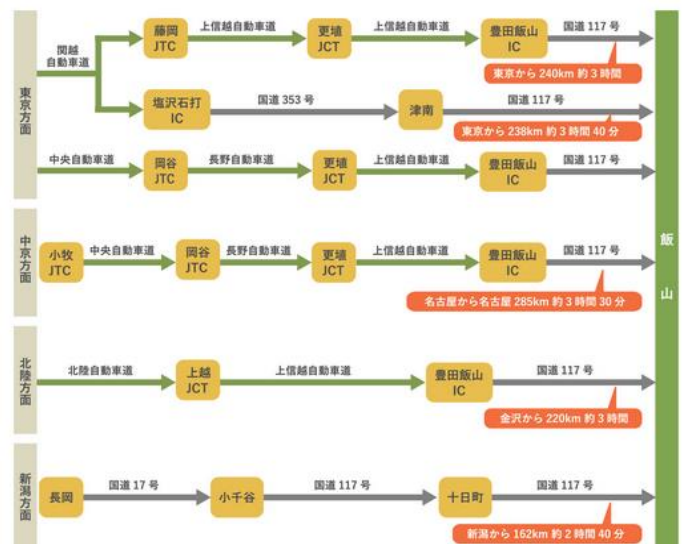 東京方面
関越
自動車道
藤岡
JTC
上信越自動車道
更埴
JCT
上信越自動車道
豊田飯山
IC
国道 117 号
東京から 240km 約 3 時間
塩沢石打
IC
国道 353 号
津南
国道 117 号
東京から 238km 約 3 時間 40 分
中央自動車道
岡谷
JTC
長野自動車道
更埴
JCT
上信越自動車道
豊田飯山
IC
国道 117 号
中京方面
小牧
JTC
中央自動車道
岡谷
JTC
長野自動車道
更埴
JCT
上信越自動車道
豊田飯山
IC
国道 117 号
名古屋から名古屋 285km 約 3 時間 30 分
北陸方面
北陸自動車道
上越
JCT
上信越自動車道
豊田飯山
IC
国道 117 号
金沢から 220km 約 3 時間
新潟方面
長岡
国道 17 号
小千谷
国道 117 号
十日町
国道 117 号
新潟から 162km 約 2 時間 40 分
飯山